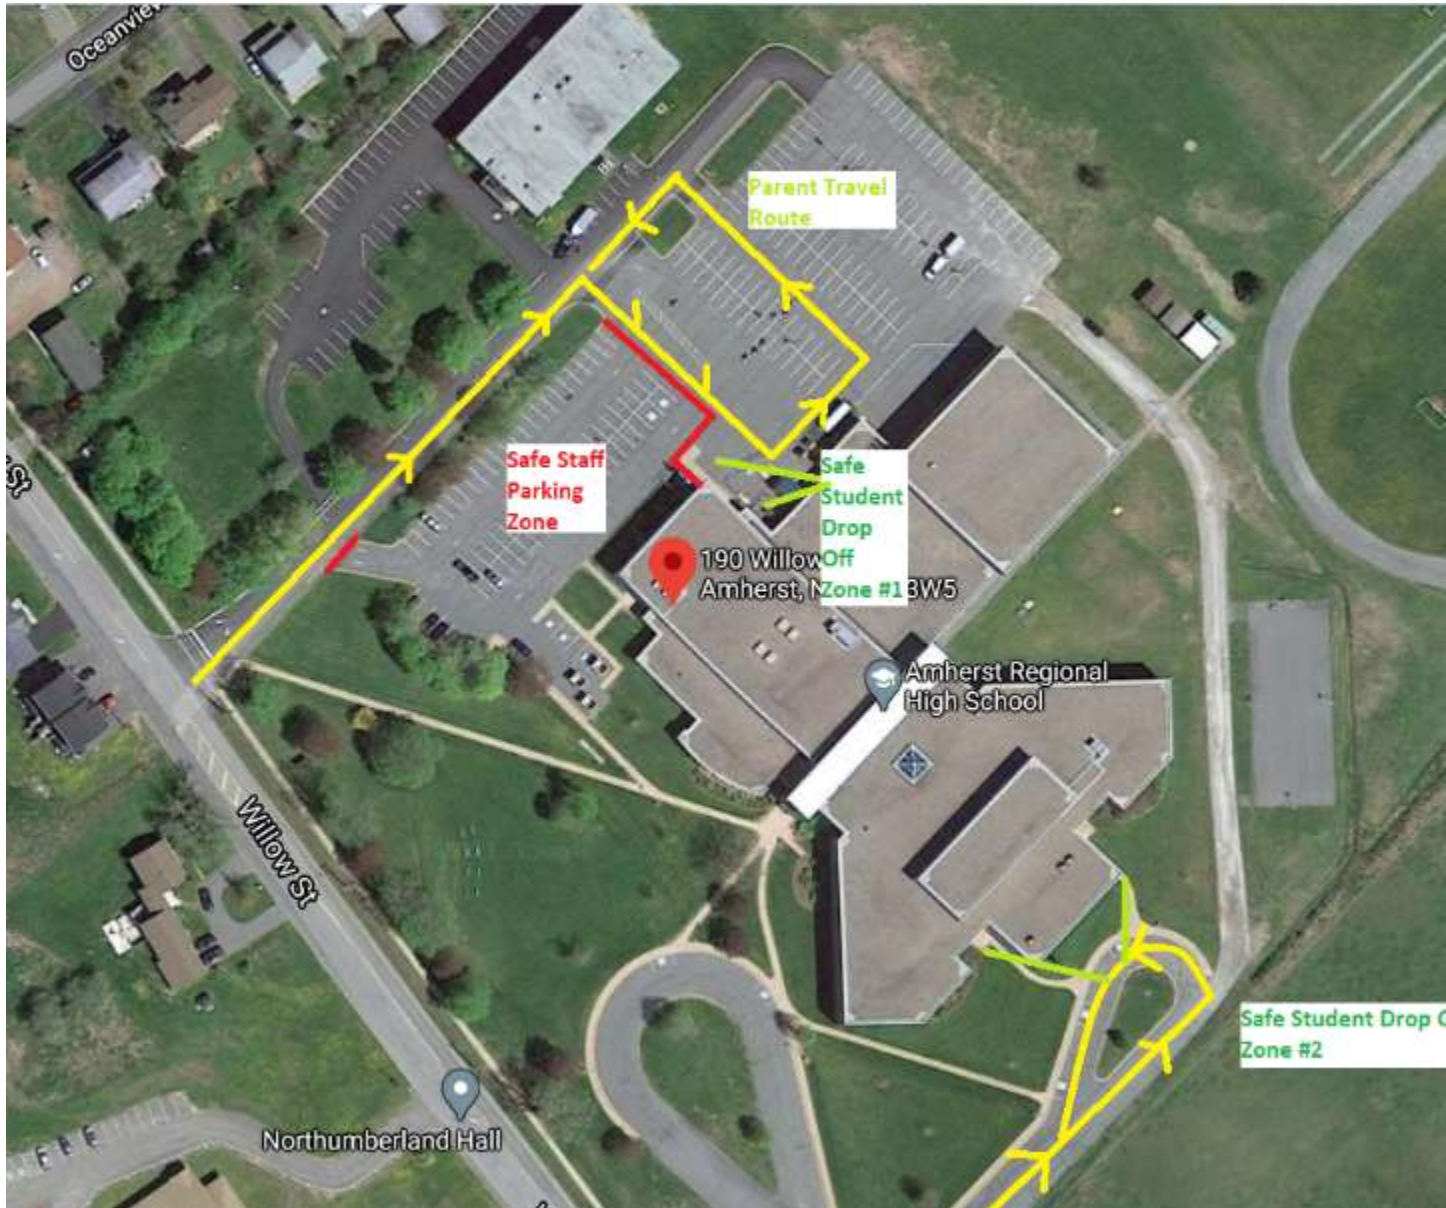 Oceanview
Parent Travel
Route
Safe Staff
Parking
Zone
Safe
Student
Drop
Off
Zone #1
190 Willow
Amherst, N
3W5
Amherst Regional
High School
St
Willow St
Safe Student Drop O
Zone #2
Northumberland Hall